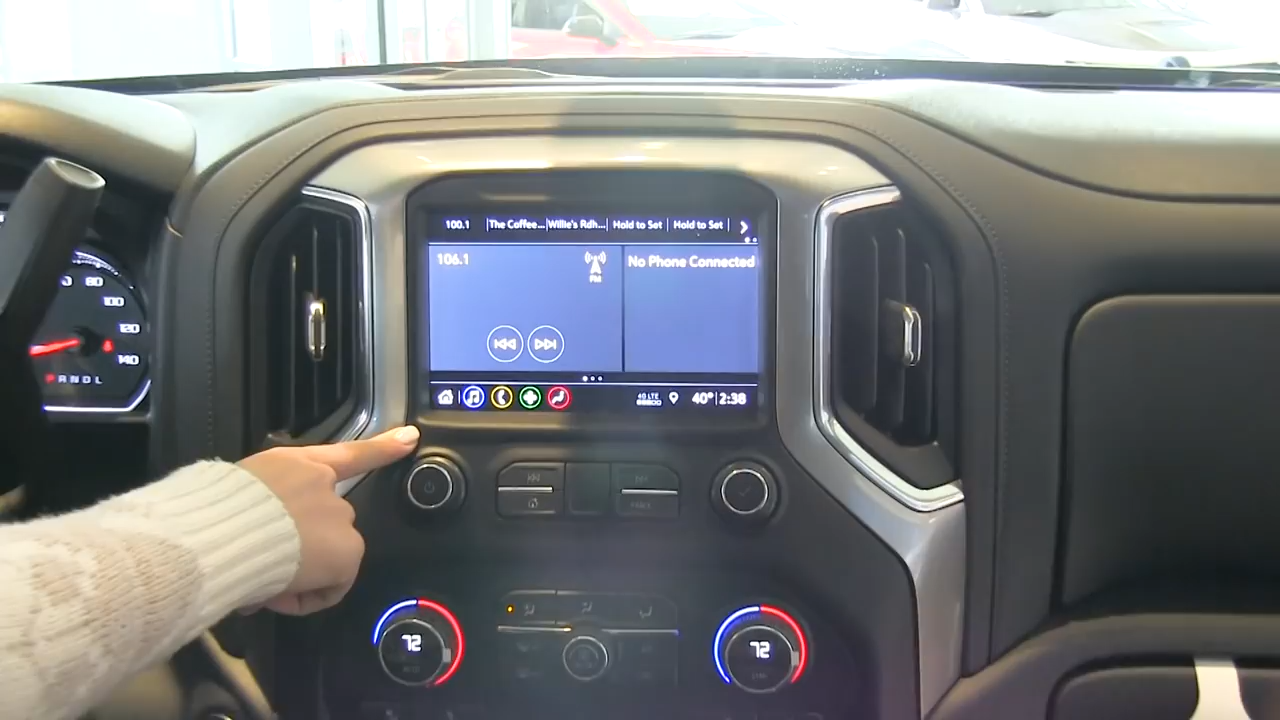 100.1 The Coffee... Willie's Rdh... Hold to Set Hold to Set
106.1
FM
No Phone Connected
4G LTE
40° 2:38
80
100
120
140
PRNDL
72
72